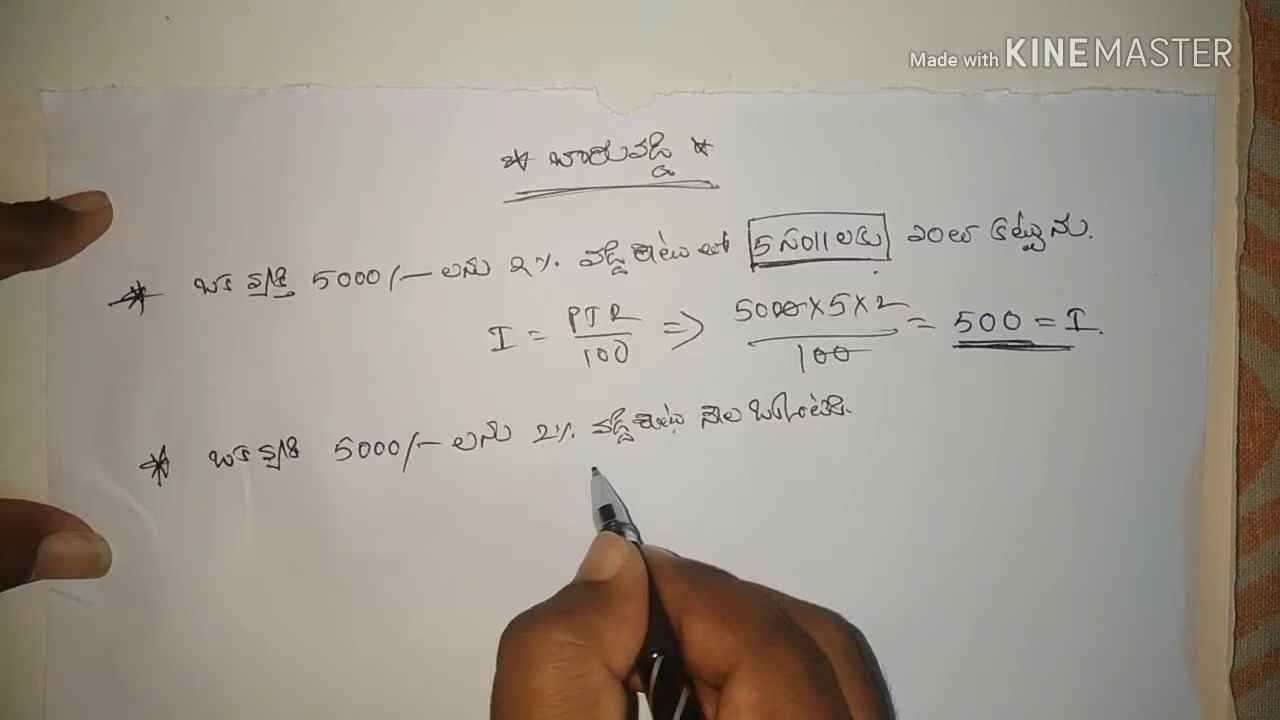 Made with KINEMASTER
* బారువడ్డి *
* ఒక వ్యక్తి 5000/- లను 2% వడ్డి రేటు తో 5 సం॥లకు
I = PTR/100 => 5000×5×2/100 = 500 = I.
* ఒక వ్యక్తి 5000/- లను 2% వడ్డి రేటు నెల